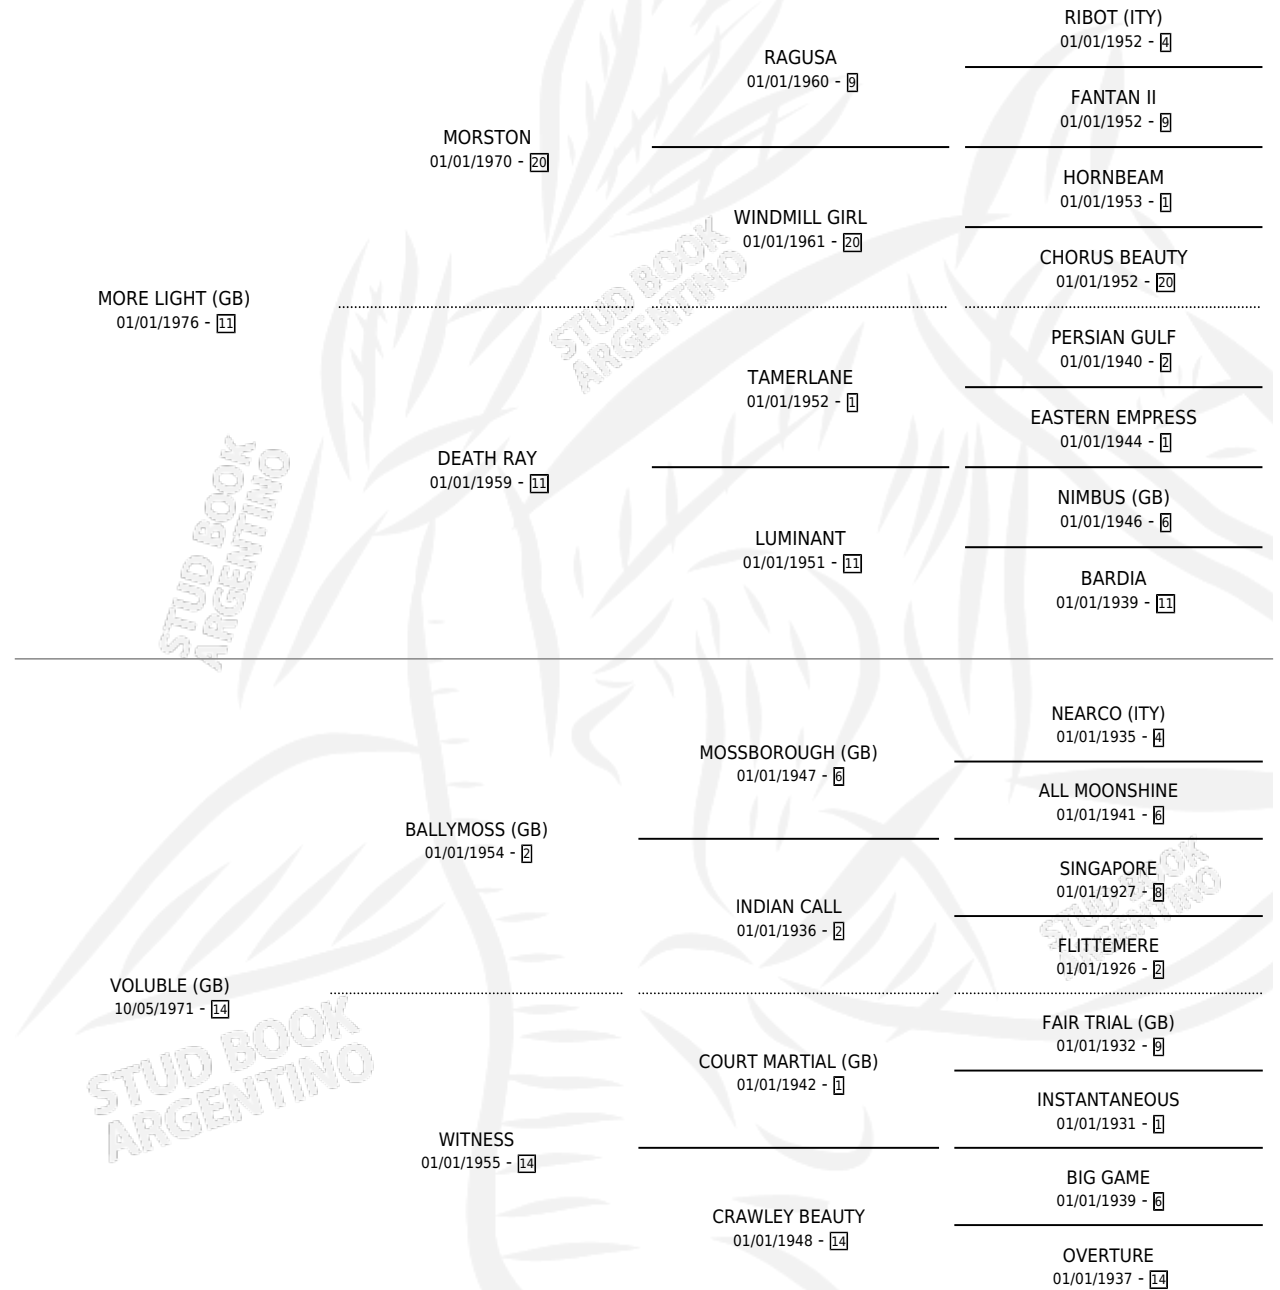 RIBOT (ITY)
01/01/1952 - 4
RAGUSA
01/01/1960 - 9
FANTAN II
01/01/1952 - 9
MORSTON
01/01/1970 - 20
HORNBEAM
01/01/1953 - 1
WINDMILL GIRL
01/01/1961 - 20
CHORUS BEAUTY
01/01/1952 - 20
MORE LIGHT (GB)
01/01/1976 - 11
PERSIAN GULF
01/01/1940 - 2
TAMERLANE
01/01/1952 - 1
EASTERN EMPRESS
01/01/1944 - 1
DEATH RAY
01/01/1959 - 11
NIMBUS (GB)
01/01/1946 - 6
LUMINANT
01/01/1951 - 11
BARDIA
01/01/1939 - 11
NEARCO (ITY)
01/01/1935 - 4
MOSSBOROUGH (GB)
01/01/1947 - 6
ALL MOONSHINE
01/01/1941 - 6
BALLYMOSS (GB)
01/01/1954 - 2
SINGAPORE
01/01/1927 - 8
INDIAN CALL
01/01/1936 - 2
FLITTEMERE
01/01/1926 - 2
VOLUBLE (GB)
10/05/1971 - 14
FAIR TRIAL (GB)
01/01/1932 - 9
COURT MARTIAL (GB)
01/01/1942 - 1
INSTANTANEOUS
01/01/1931 - 1
WITNESS
01/01/1955 - 14
BIG GAME
01/01/1939 - 6
CRAWLEY BEAUTY
01/01/1948 - 14
OVERTURE
01/01/1937 - 14
STUD BOOK
ARGENTINO
STUD BOOK
ARGENTINO
STUD BOOK
ARGENTINO
STUD BOOK
ARGENTINO